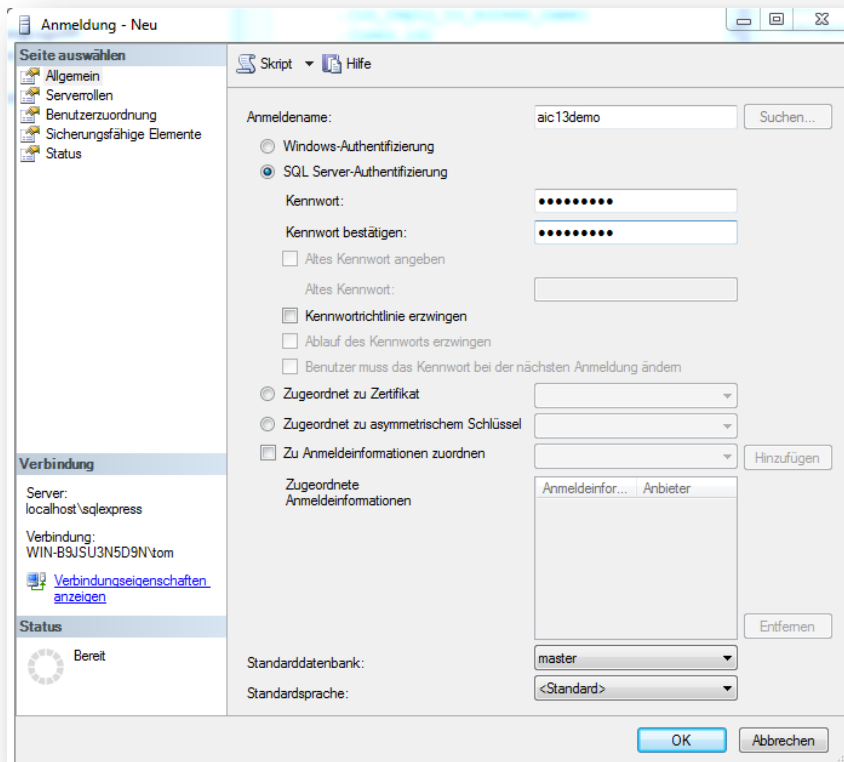 Anmeldung - Neu
Seite auswählen
Allgemein
Serverrollen
Benutzerzuordnung
Sicherungsfähige Elemente
Status
Skript
Hilfe
Anmeldename:
aic13demo
Suchen...
Windows-Authentifizierung
SQL Server-Authentifizierung
Kennwort:
●●●●●●●●●
Kennwort bestätigen:
●●●●●●●●●
Altes Kennwort angeben
Altes Kennwort:
Kennwortrichtlinie erzwingen
Ablauf des Kennworts erzwingen
Benutzer muss das Kennwort bei der nächsten Anmeldung ändern
Zugeordnet zu Zertifikat
Zugeordnet zu asymmetrischem Schlüssel
Zu Anmeldeinformationen zuordnen
Hinzufügen
Zugeordnete
Anmeldeinformationen
Anmeldeinfor... Anbieter
Entfernen
Standarddatenbank:
master
Standardsprache:
<Standard>
Verbindung
Server:
localhost\sqlexpress
Verbindung:
WIN-B9JSU3N5D9N\tom
Verbindungseigenschaften
anzeigen
Status
Bereit
OK
Abbrechen